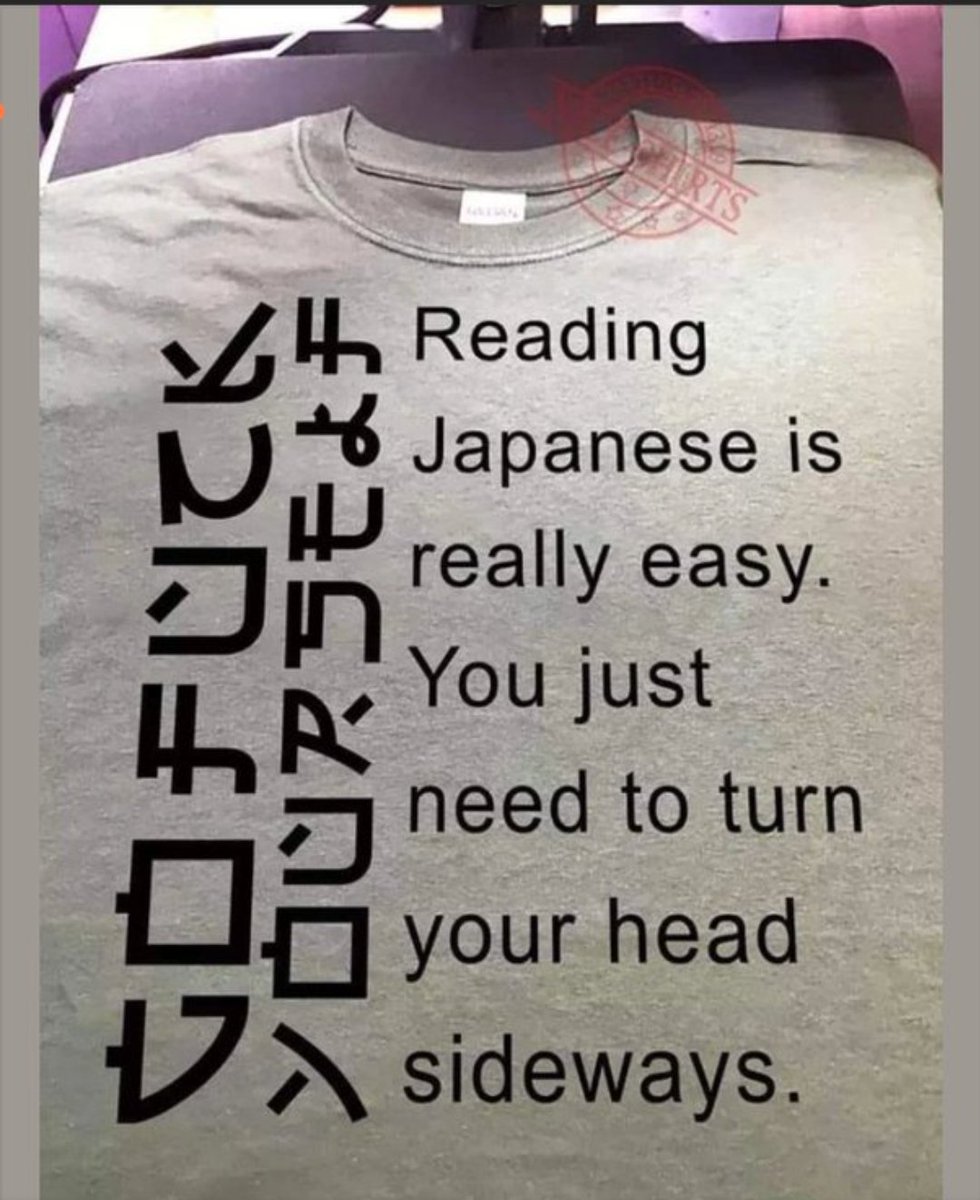 GO FUCK
YOURSELF
Reading
Japanese is
really easy.
You just
need to turn
your head
sideways.